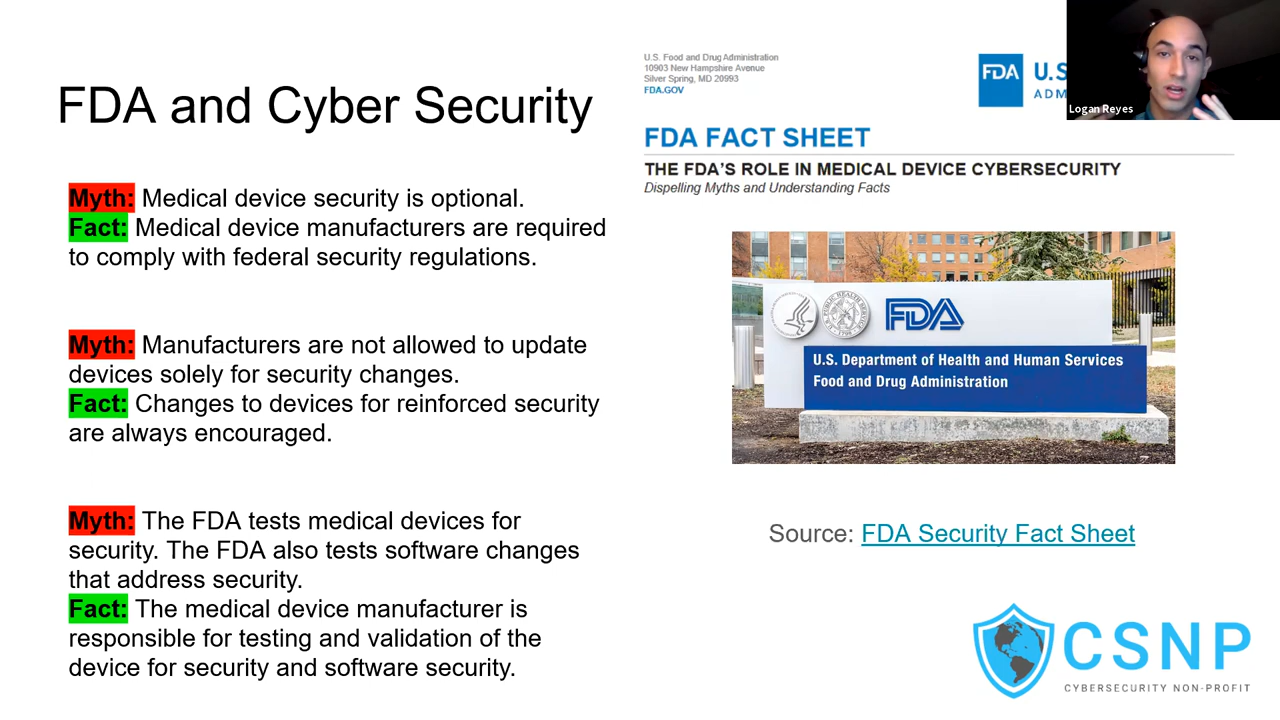 FDA and Cyber Security
Myth: Medical device security is optional.
Fact: Medical device manufacturers are required
to comply with federal security regulations.
Myth: Manufacturers are not allowed to update
devices solely for security changes.
Fact: Changes to devices for reinforced security
are always encouraged.
Myth: The FDA tests medical devices for
security. The FDA also tests software changes
that address security.
Fact: The medical device manufacturer is
responsible for testing and validation of the
device for security and software security.
U.S. Food and Drug Administration
10903 New Hampshire Avenue
Silver Spring, MD 20993
FDA.GOV
FDA
U.S
ADM
Logan Reyes
FDA FACT SHEET
THE FDA'S ROLE IN MEDICAL DEVICE CYBERSECURITY
Dispelling Myths and Understanding Facts
FDA
U.S. Department of Health and Human Services
Food and Drug Administration
Source: FDA Security Fact Sheet
CSNP
CYBERSECURITY NON-PROFIT